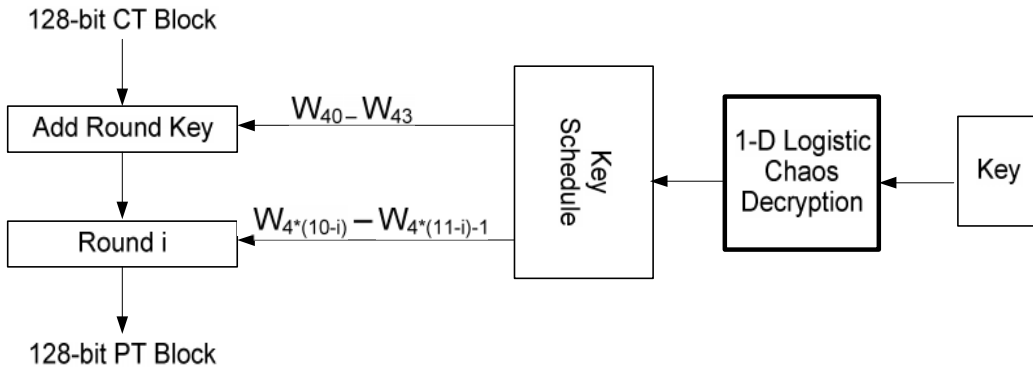 128-bit CT Block
Add Round Key
W40 – W43
Key
Schedule
1-D Logistic
Chaos
Decryption
Key
Round i
W4*(10-i) – W4*(11-i)-1
128-bit PT Block